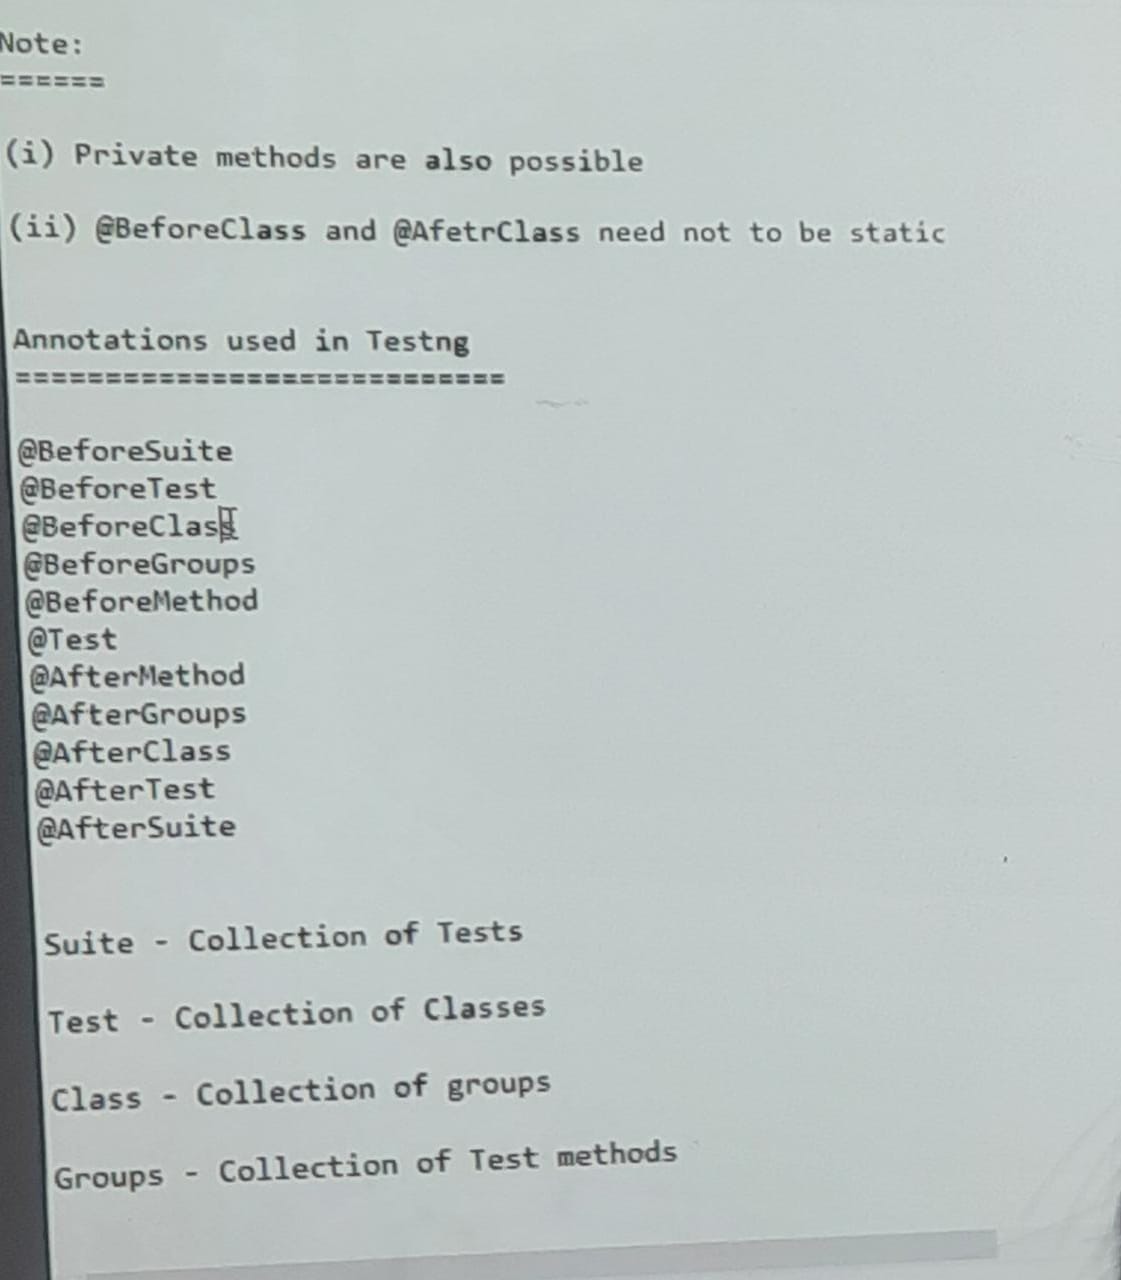 Note:
======
(i) Private methods are also possible
(ii) @BeforeClass and @AfetrClass need not to be static
Annotations used in Testng
===========================
@BeforeSuite
@BeforeTest
@BeforeClass
@BeforeGroups
@BeforeMethod
@Test
@AfterMethod
@AfterGroups
@AfterClass
@AfterTest
@AfterSuite
Suite - Collection of Tests
Test - Collection of Classes
Class - Collection of groups
Groups - Collection of Test methods